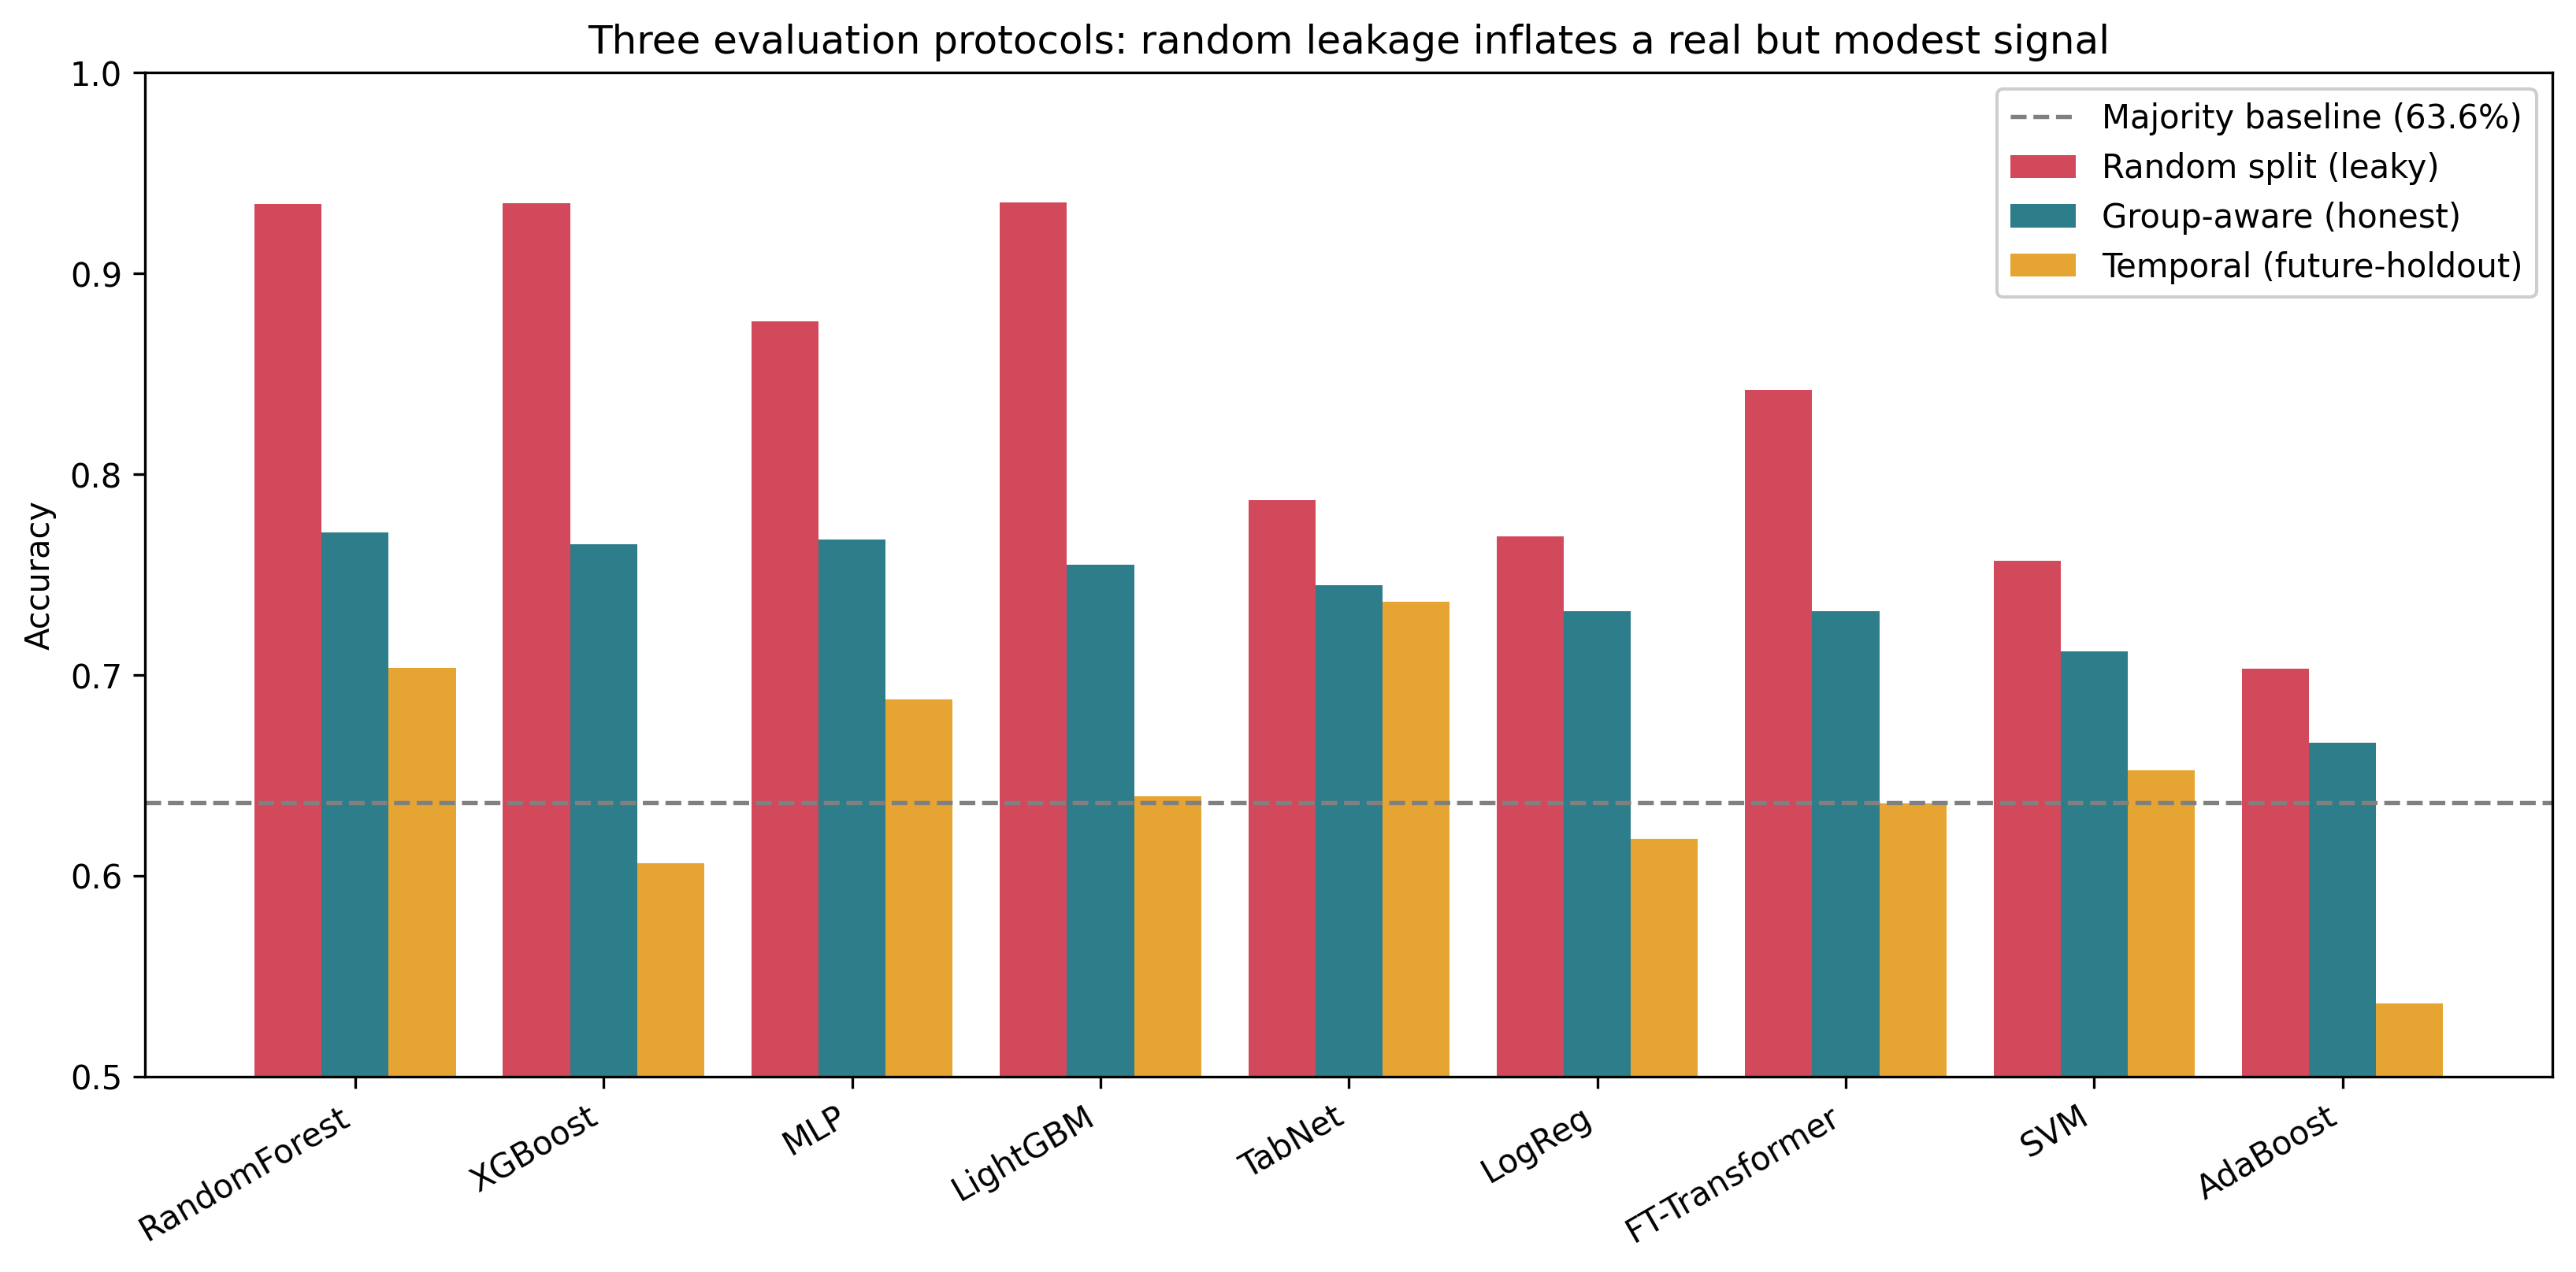 Three evaluation protocols: random leakage inflates a real but modest signal
Majority baseline (63.6%)
Random split (leaky)
Group-aware (honest)
Temporal (future-holdout)
Accuracy
1.0
0.9
0.8
0.7
0.6
0.5
RandomForest
XGBoost
MLP
LightGBM
TabNet
LogReg
FT-Transformer
SVM
AdaBoost